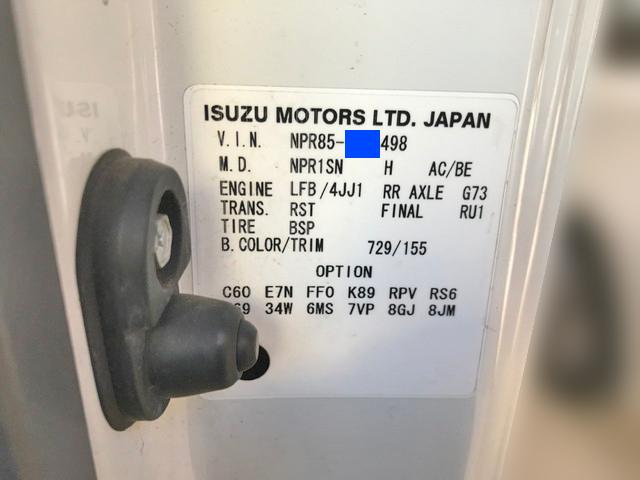 ISUZU MOTORS LTD. JAPAN
V.I.N. NPR85- 498
M.D. NPR1SN H AC/BE
ENGINE LFB/4JJ1 RR AXLE G73
TRANS. RST FINAL RU1
TIRE BSP
B.COLOR/TRIM 729/155
OPTION
C60 E7N FF0 K89 RPV RS6
34W 6MS 7VP 8GJ 8JM